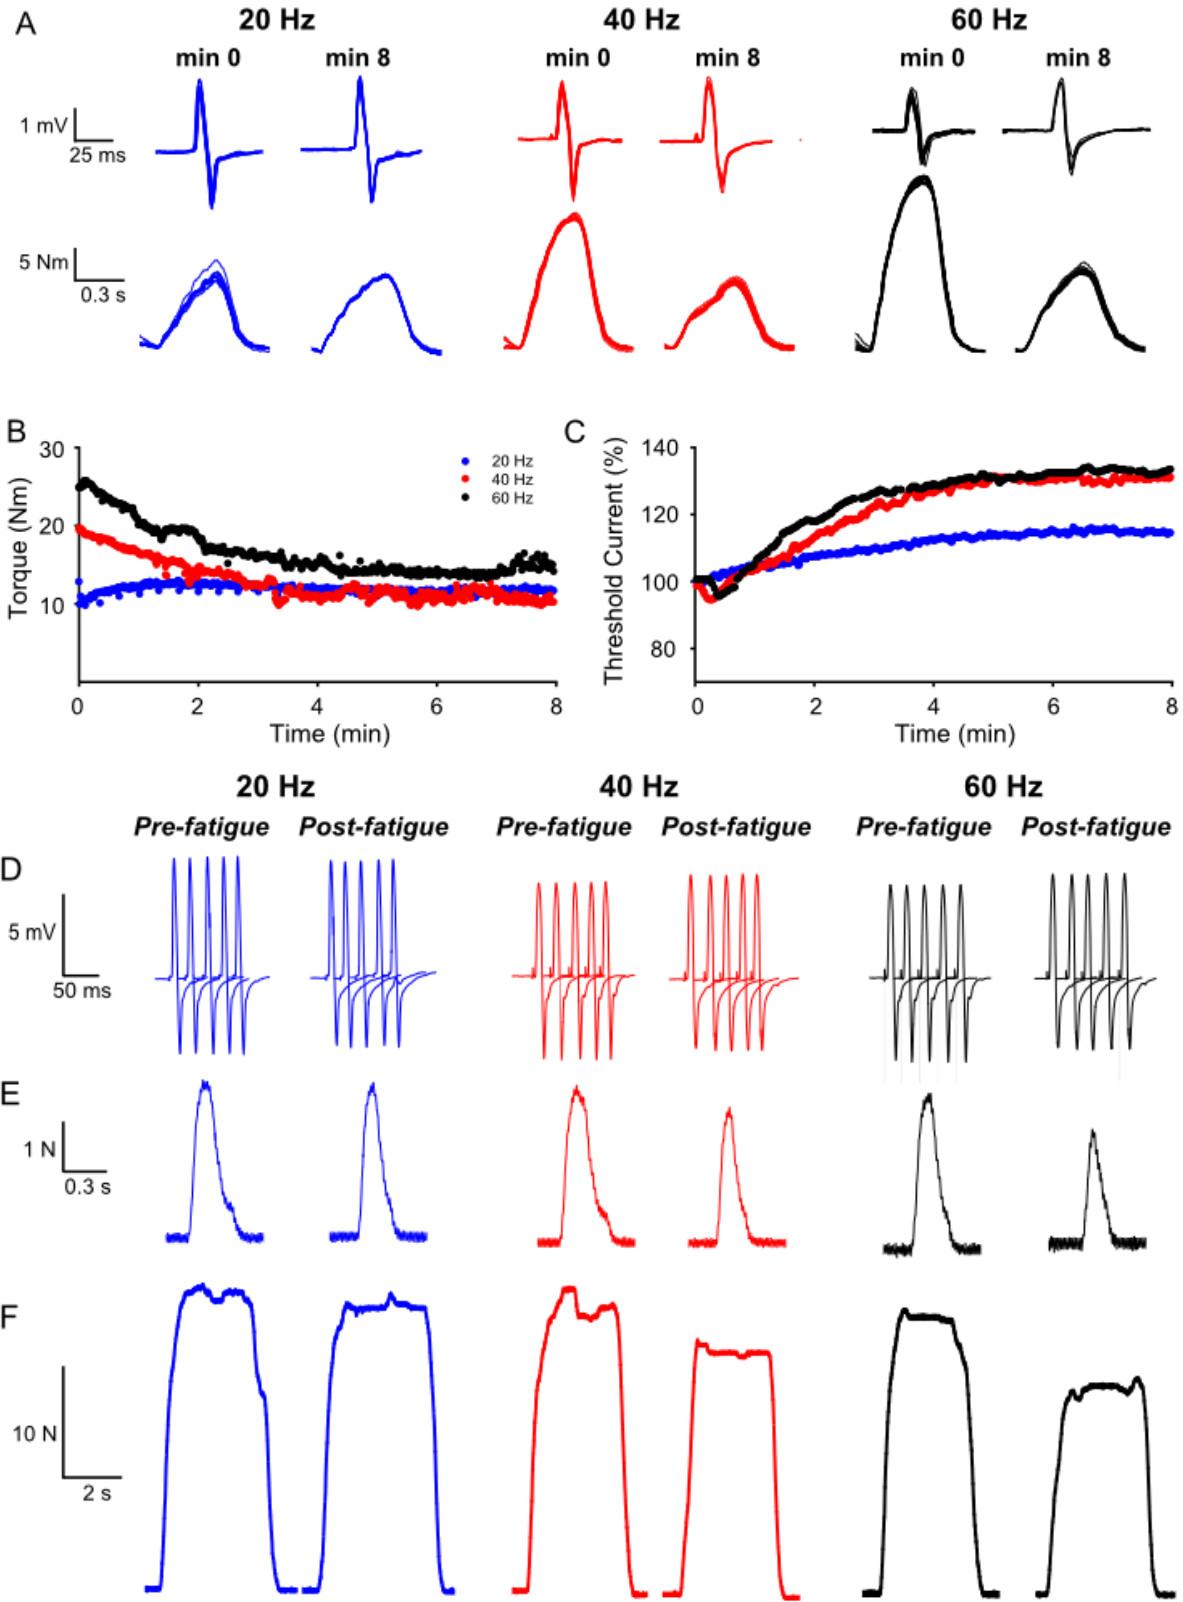 A
20 Hz 40 Hz 60 Hz
min 0 min 8 min 0 min 8 min 0 min 8
1 mV
25 ms
5 Nm
0.3 s
B
30
20
10
Torque (Nm)
20 Hz
40 Hz
60 Hz
0 2 4 6 8
Time (min)
C
140
120
100
80
Threshold Current (%)
0 2 4 6 8
Time (min)
20 Hz 40 Hz 60 Hz
Pre-fatigue Post-fatigue Pre-fatigue Post-fatigue Pre-fatigue Post-fatigue
D
5 mV
50 ms
E
1 N
0.3 s
F
10 N
2 s